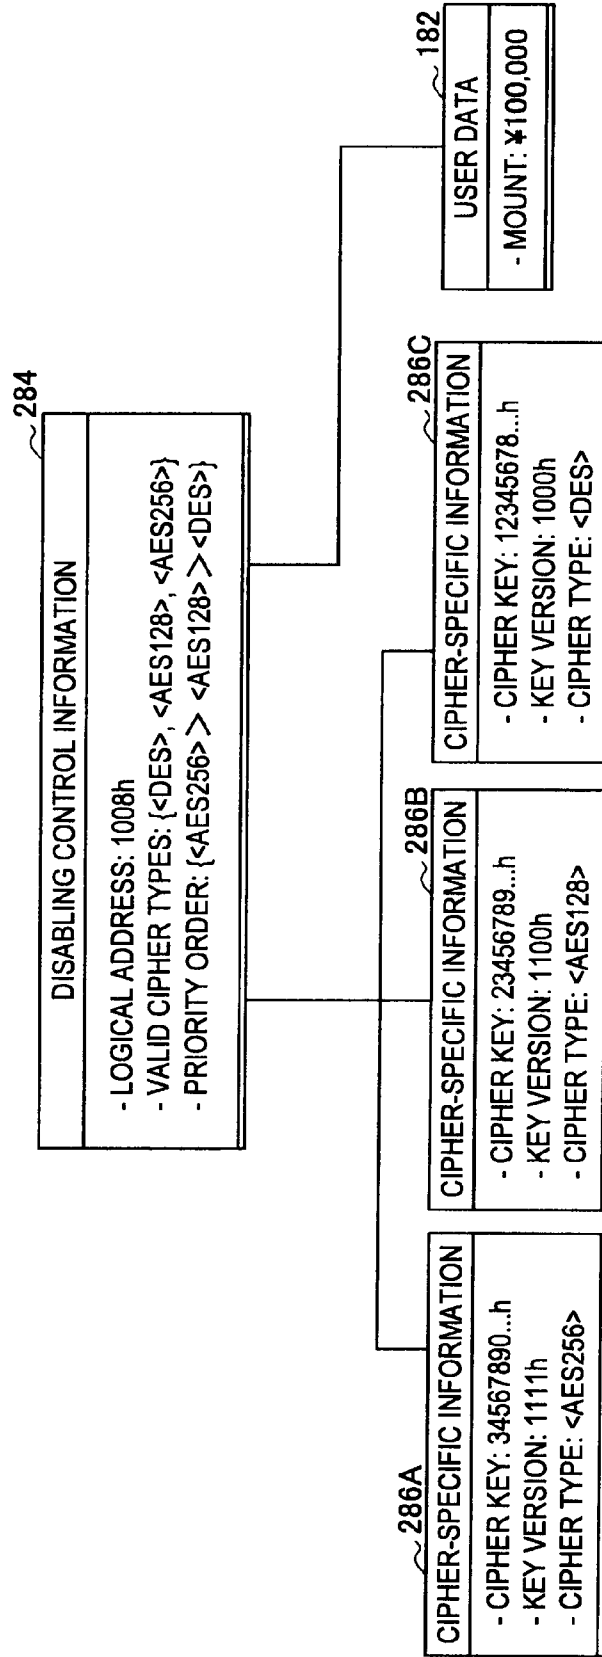 284
DISABLING CONTROL INFORMATION
- LOGICAL ADDRESS: 1008h
- VALID CIPHER TYPES: {<DES>, <AES128>, <AES256>}
- PRIORITY ORDER: {<AES256> > <AES128> > <DES>}
286A
CIPHER-SPECIFIC INFORMATION
- CIPHER KEY: 34567890...h
- KEY VERSION: 1111h
- CIPHER TYPE: <AES256>
286B
CIPHER-SPECIFIC INFORMATION
- CIPHER KEY: 23456789...h
- KEY VERSION: 1100h
- CIPHER TYPE: <AES128>
286C
CIPHER-SPECIFIC INFORMATION
- CIPHER KEY: 12345678...h
- KEY VERSION: 1000h
- CIPHER TYPE: <DES>
182
USER DATA
- MOUNT: ¥100,000